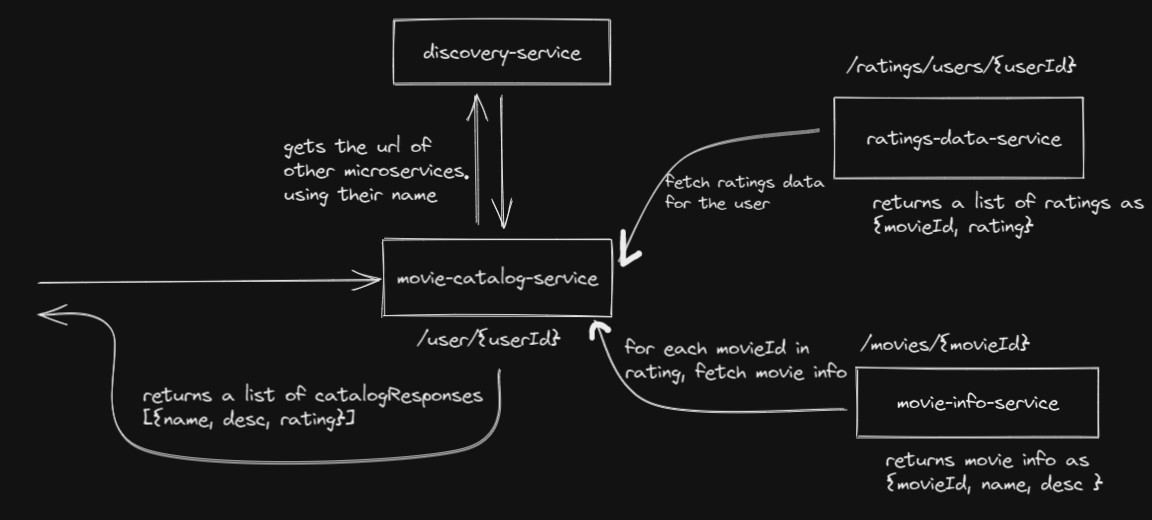 discovery-service
gets the url of
other microservices.
using their name
movie-catalog-service
/user/{userId}
returns a list of catalogResponses
[{name, desc, rating}]
/ratings/users/{userId}
ratings-data-service
returns a list of ratings as
{movieId, rating}
fetch ratings data
for the user
for each movieId in
rating, fetch movie info
/movies/{movieId}
movie-info-service
returns movie info as
{movieId, name, desc }